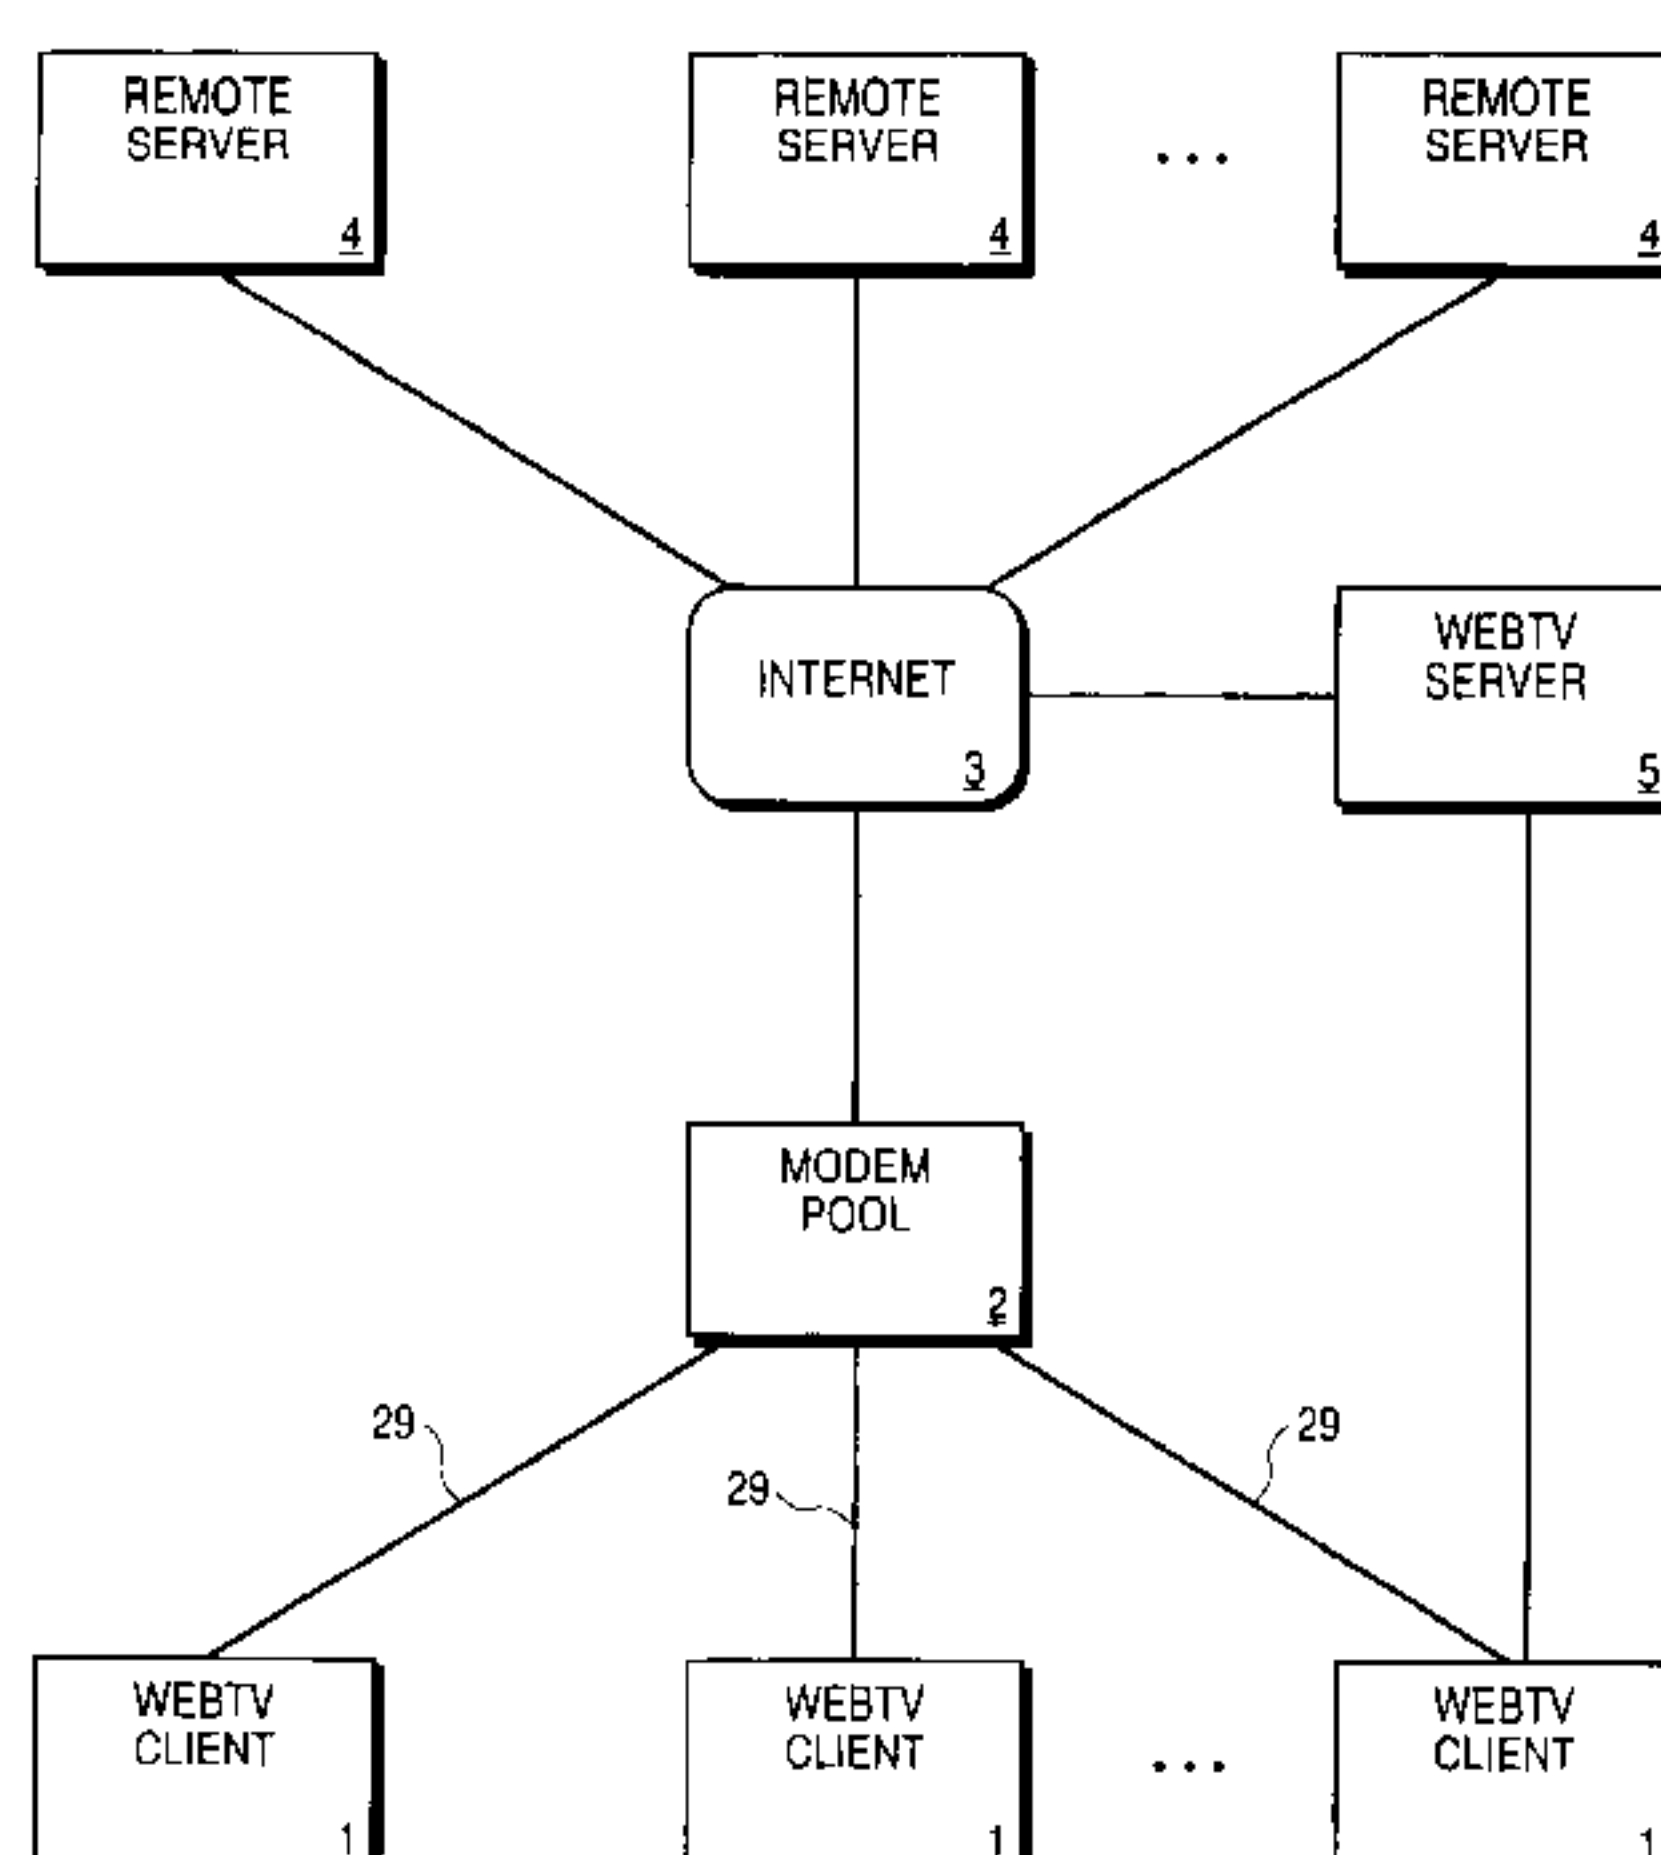 REMOTE
SERVER
4
REMOTE
SERVER
4
...
REMOTE
SERVER
4
INTERNET
3
WEBTV
SERVER
5
MODEM
POOL
2
29
29
29
WEBTV
CLIENT
1
WEBTV
CLIENT
1
...
WEBTV
CLIENT
1